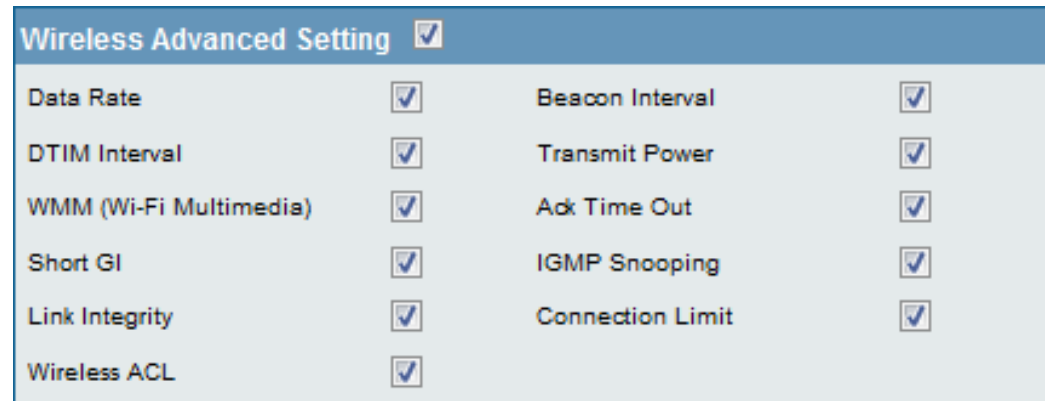 Wireless Advanced Setting
Data Rate Beacon Interval
DTIM Interval Transmit Power
WMM (Wi-Fi Multimedia) Ack Time Out
Short GI IGMP Snooping
Link Integrity Connection Limit
Wireless ACL